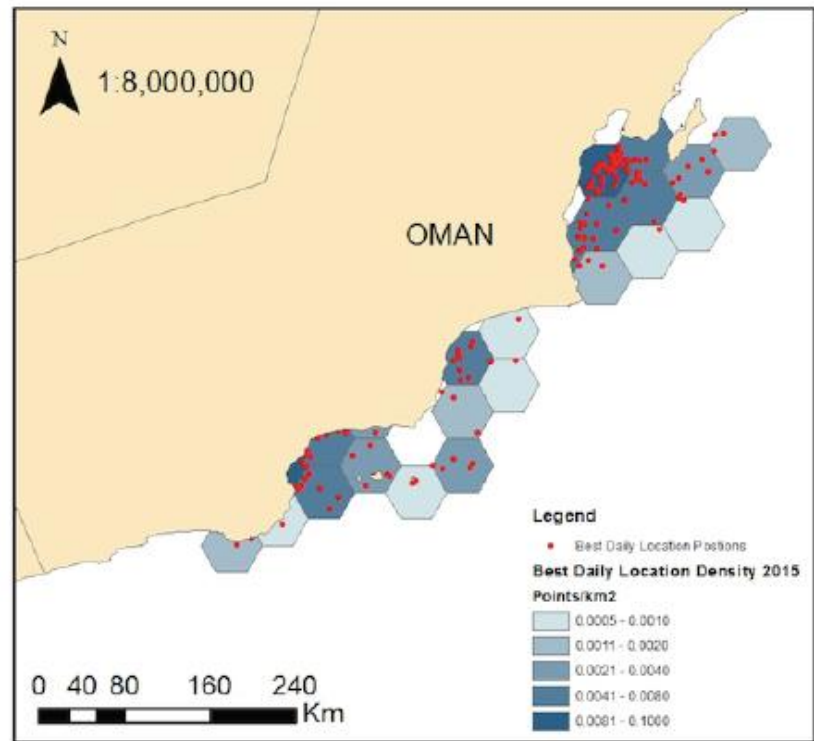 N
1:8,000,000
OMAN
Legend
Best Daily Location Postions
Best Daily Location Density 2015
Points/km2
0.0005 - 0.0010
0.0011 - 0.0020
0.0021 - 0.0040
0.0041 - 0.0080
0.0081 - 0.1000
0 40 80 160 240
Km